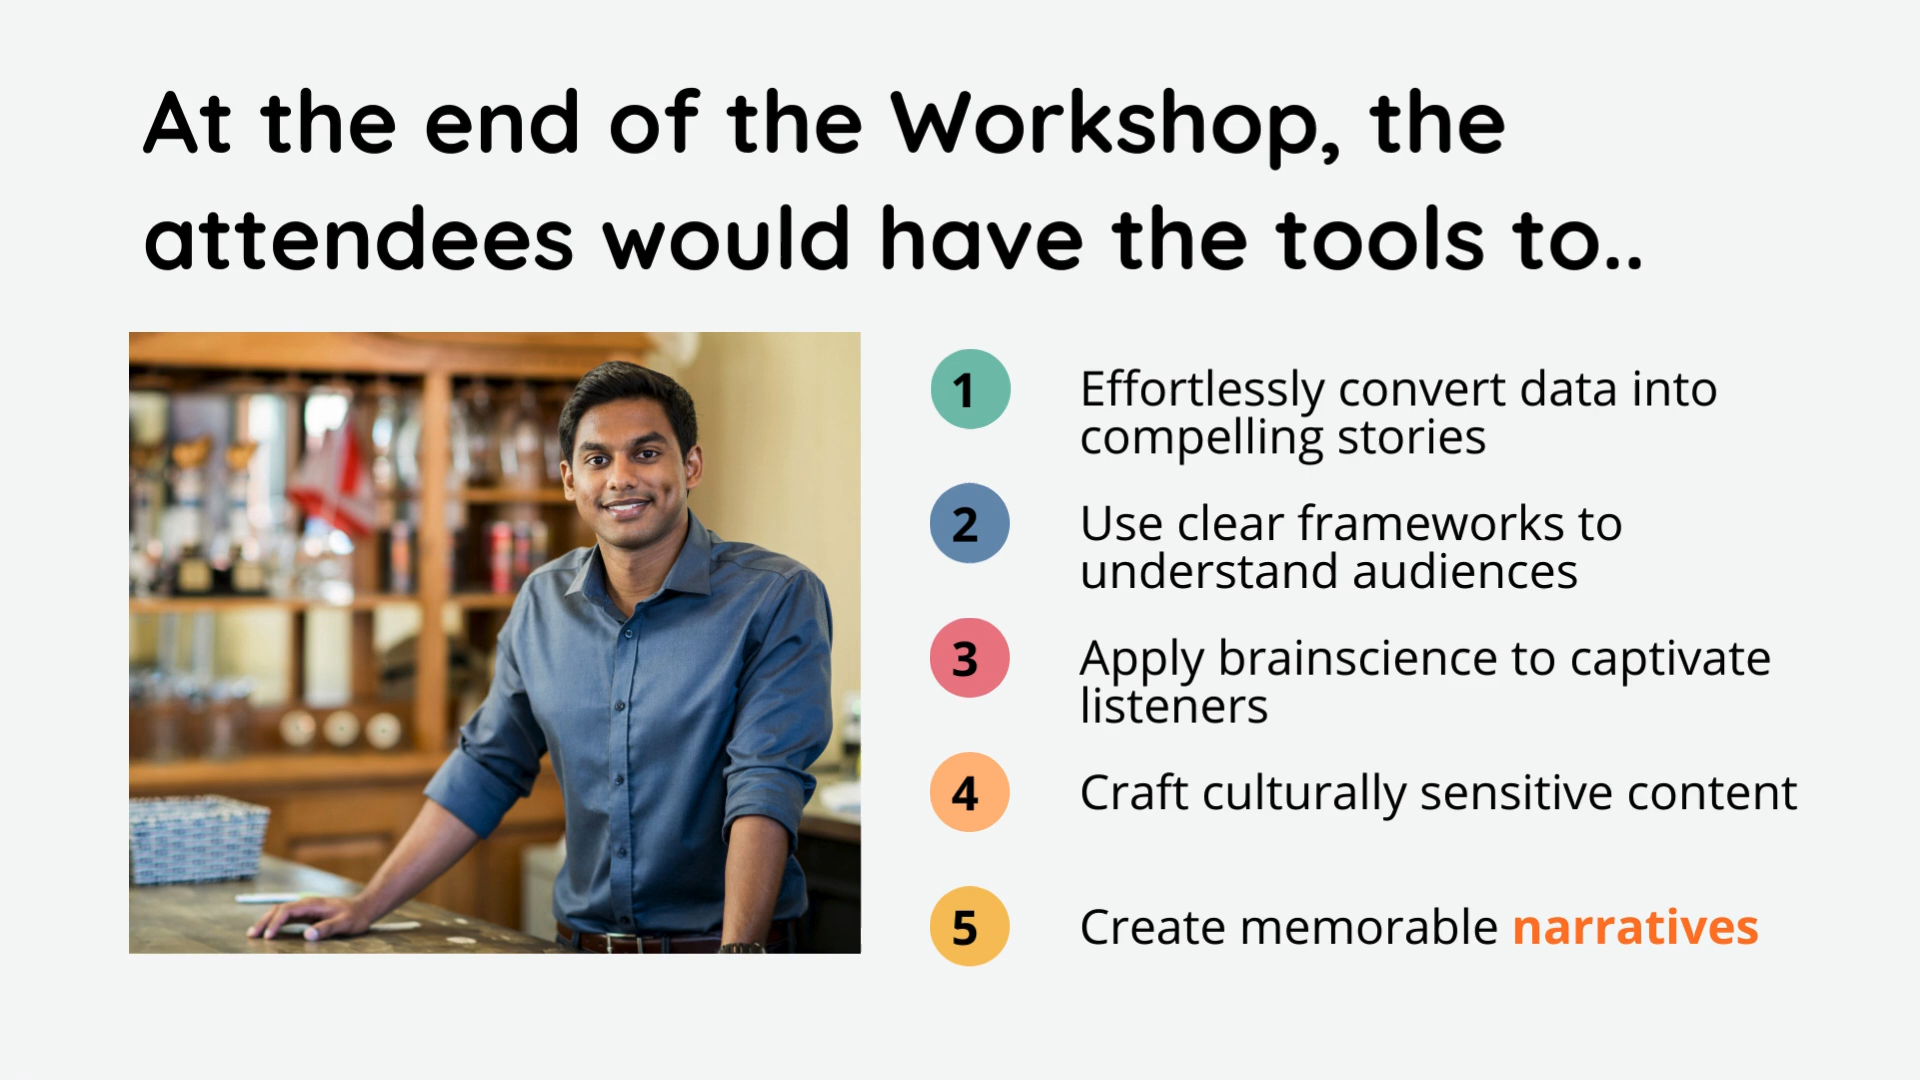 At the end of the Workshop, the
attendees would have the tools to..
1
Effortlessly convert data into
compelling stories
2
Use clear frameworks to
understand audiences
3
Apply brainscience to captivate
listeners
4
Craft culturally sensitive content
5
Create memorable narratives